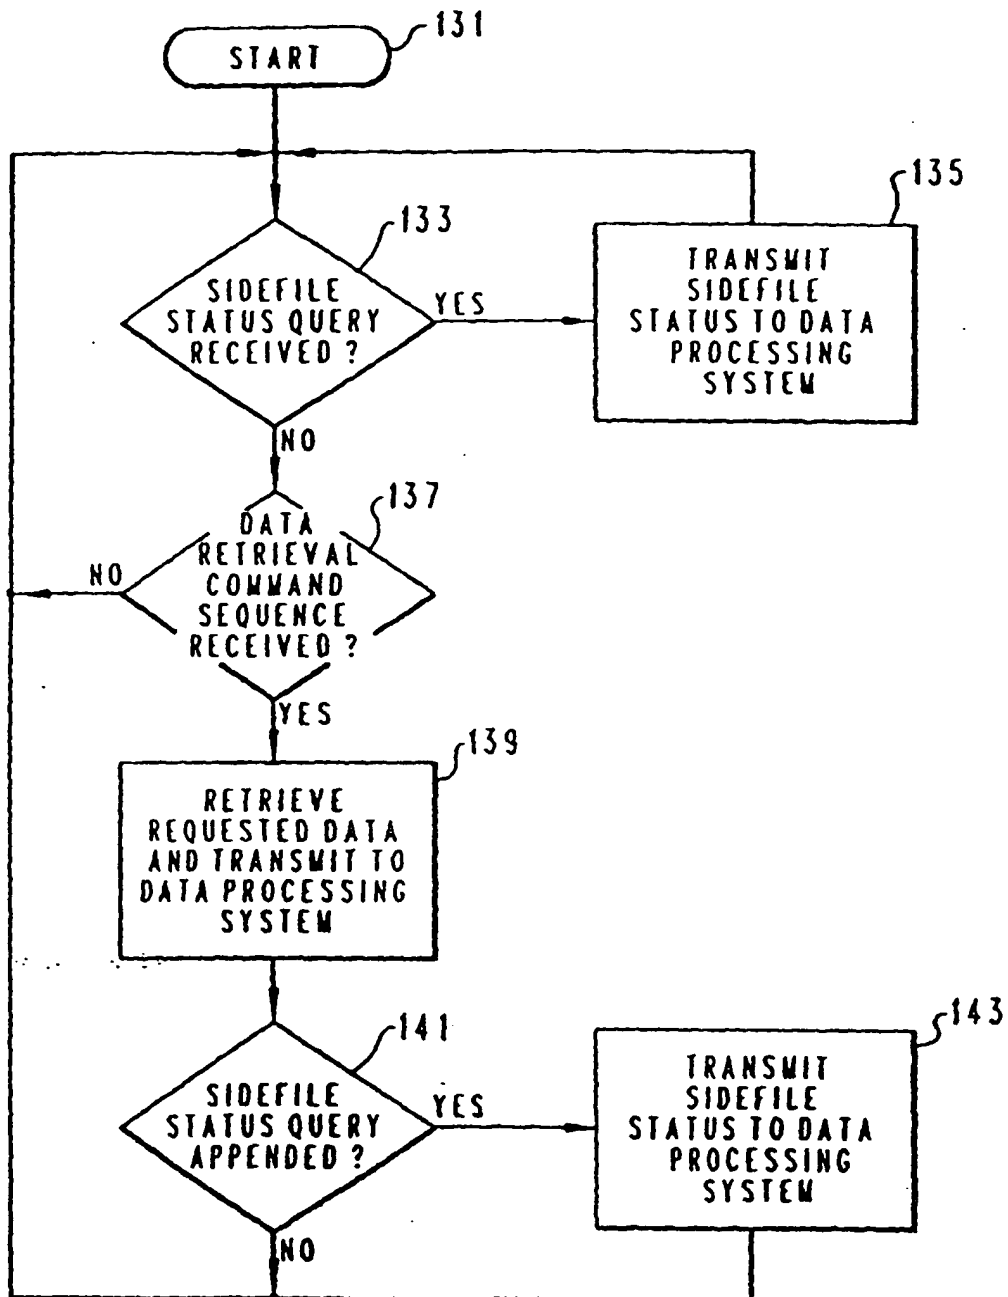 131
START
135
133
TRANSMIT
SIDEFILE
STATUS TO DATA
PROCESSING
SYSTEM
SIDEFILE
STATUS QUERY
RECEIVED ?
YES
NO
137
DATA
RETRIEVAL
COMMAND
SEQUENCE
RECEIVED ?
NO
YES
139
RETRIEVE
REQUESTED DATA
AND TRANSMIT TO
DATA PROCESSING
SYSTEM
141
143
SIDEFILE
STATUS QUERY
APPENDED ?
YES
TRANSMIT
SIDEFILE
STATUS TO DATA
PROCESSING
SYSTEM
NO